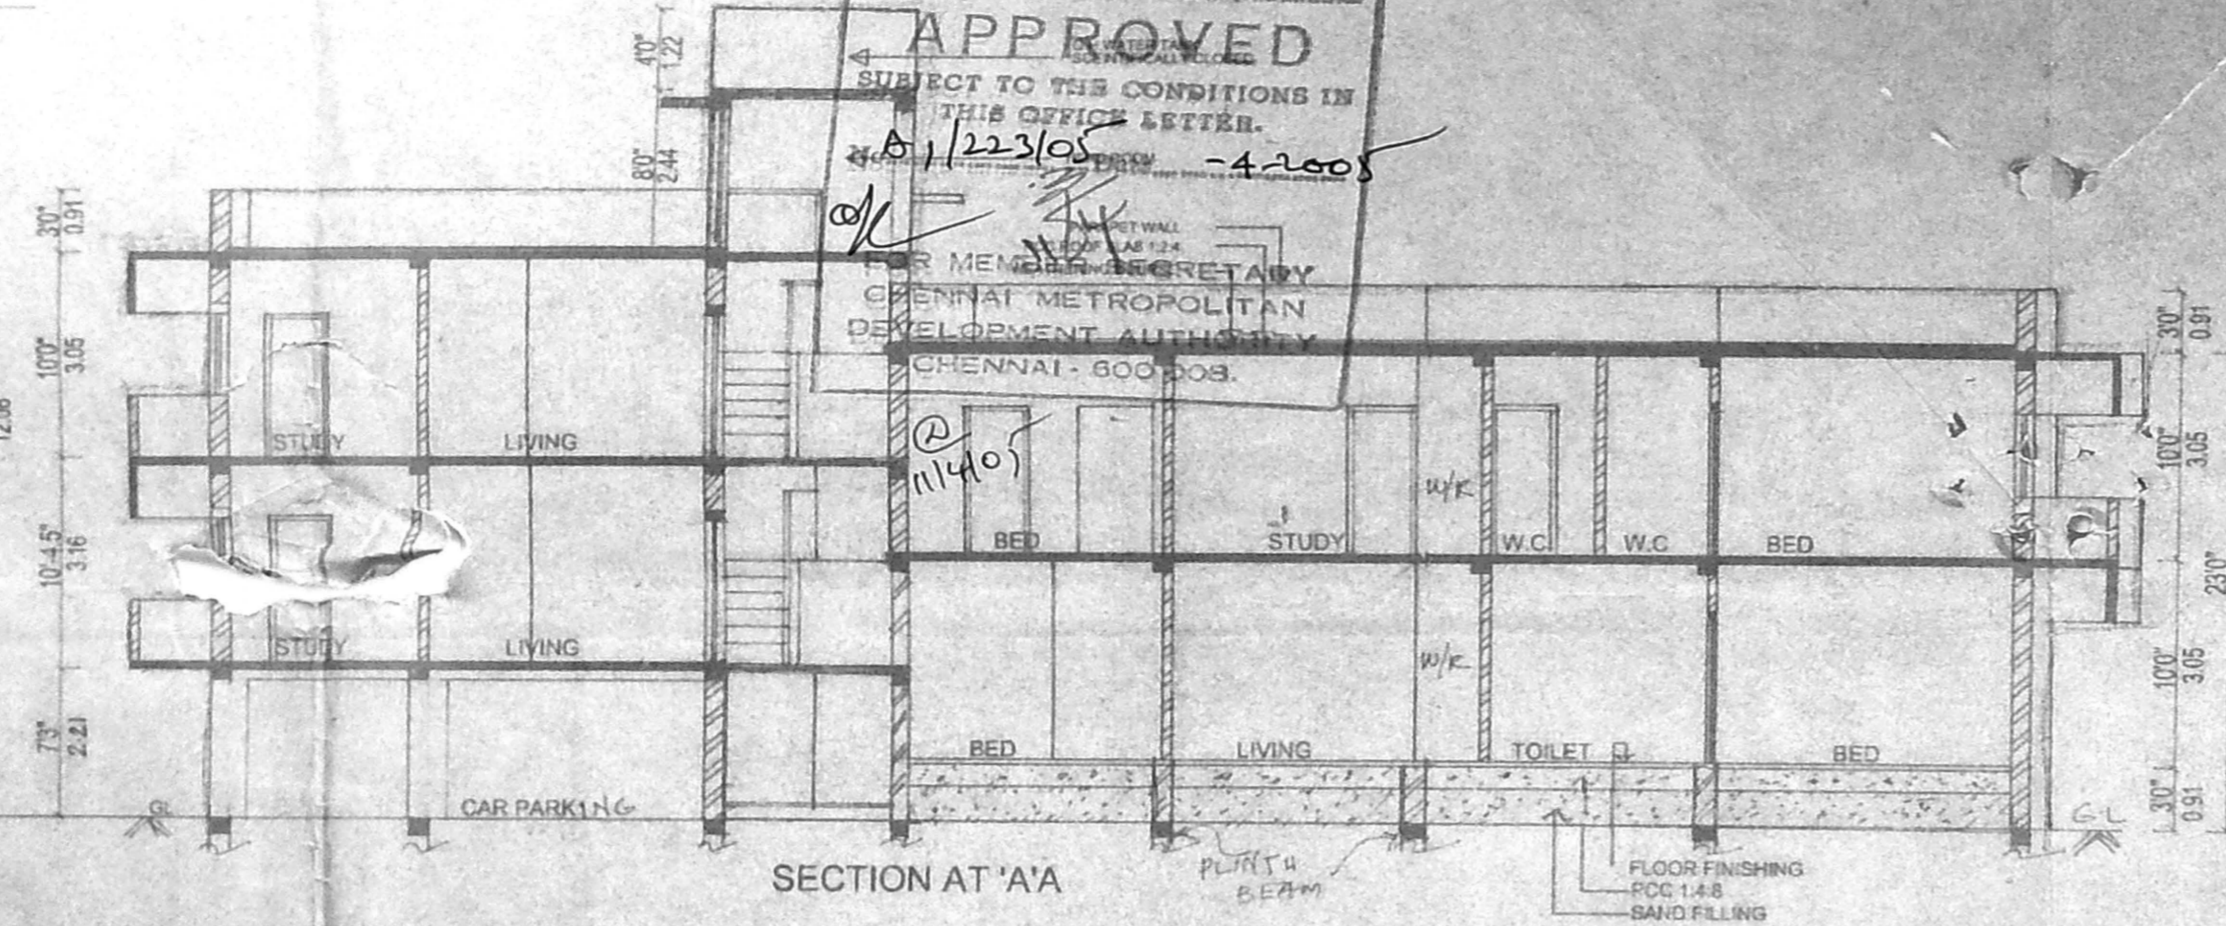 APPROVED
SUBJECT TO THE CONDITIONS IN
THIS OFFICE LETTER.
A1/223/05 -4-2005
FOR MEMBER SECRETARY
CHENNAI METROPOLITAN
DEVELOPMENT AUTHORITY
CHENNAI - 600 008.
11/4/05
PARAPET WALL
4'0"
1.22
8'0"
2.44
3'0"
0.91
10'0"
3.05
10'-4.5"
3.16
7'3"
2.21
STUDY LIVING
STUDY LIVING
GL
CAR PARKING
BED STUDY W/R W.C W.C BED
BED LIVING W/R TOILET BED
3'0"
0.91
10'0"
3.05
10'0"
3.05
3'0"
0.91
23'0"
G.L
SECTION AT 'A'A
PLINTH
BEAM
FLOOR FINISHING
PCC 1:4:8
SAND FILLING